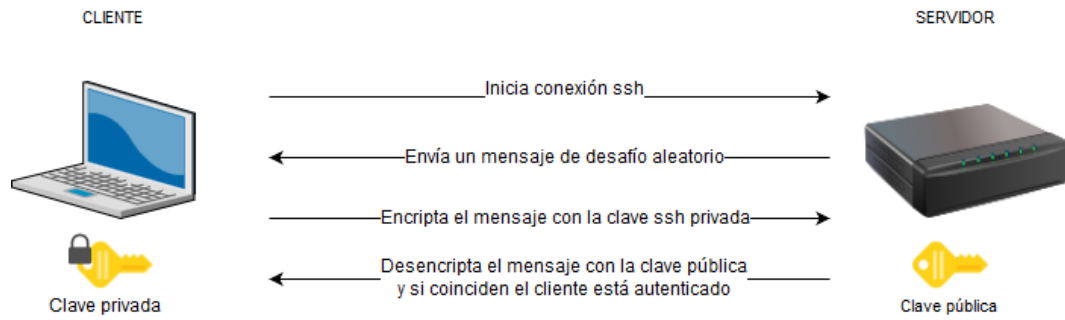 CLIENTE
SERVIDOR
Inicia conexión ssh
Envía un mensaje de desafío aleatorio
Encripta el mensaje con la clave ssh privada
Desencripta el mensaje con la clave pública
y si coinciden el cliente está autenticado
Clave privada
Clave pública